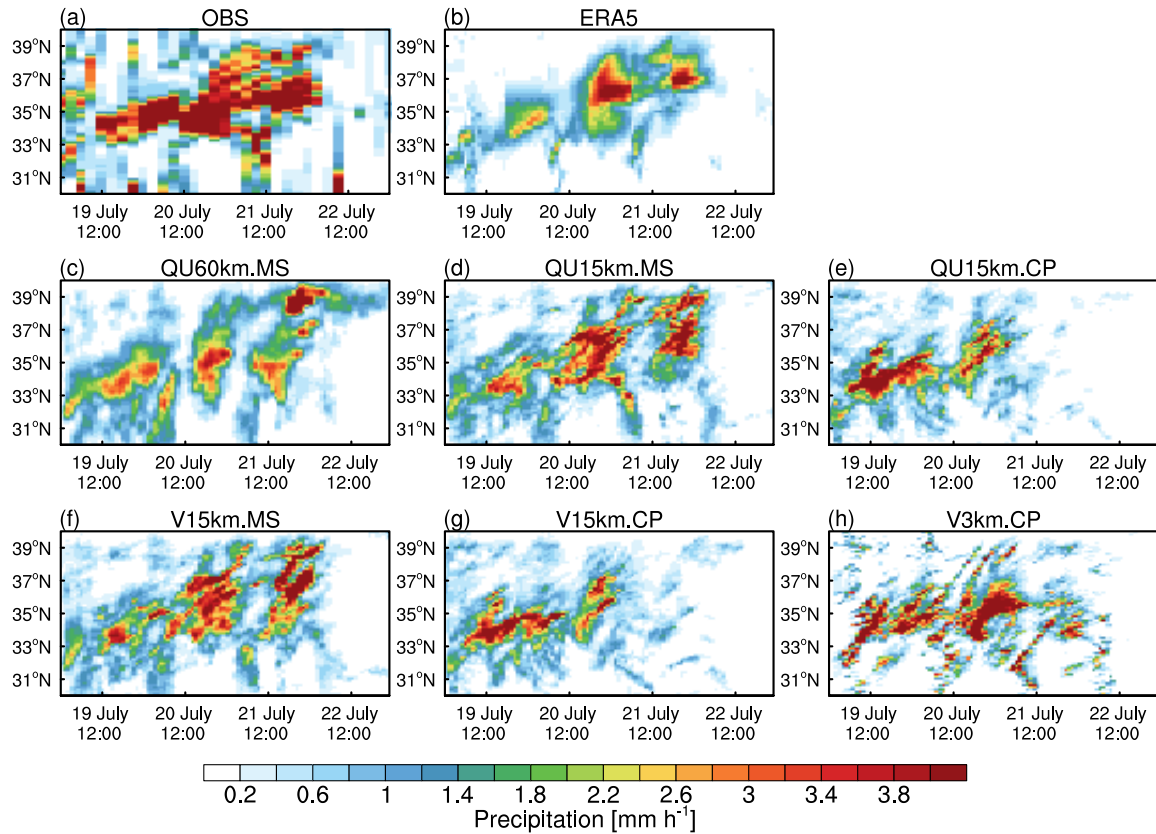 (a) OBS
(b) ERA5
39°N
37°N
35°N
33°N
31°N
39°N
37°N
35°N
33°N
31°N
19 July 20 July 21 July 22 July
12:00 12:00 12:00 12:00
19 July 20 July 21 July 22 July
12:00 12:00 12:00 12:00
(c) QU60km.MS
(d) QU15km.MS
(e) QU15km.CP
39°N
37°N
35°N
33°N
31°N
39°N
37°N
35°N
33°N
31°N
39°N
37°N
35°N
33°N
31°N
19 July 20 July 21 July 22 July
12:00 12:00 12:00 12:00
19 July 20 July 21 July 22 July
12:00 12:00 12:00 12:00
19 July 20 July 21 July 22 July
12:00 12:00 12:00 12:00
(f) V15km.MS
(g) V15km.CP
(h) V3km.CP
39°N
37°N
35°N
33°N
31°N
39°N
37°N
35°N
33°N
31°N
39°N
37°N
35°N
33°N
31°N
19 July 20 July 21 July 22 July
12:00 12:00 12:00 12:00
19 July 20 July 21 July 22 July
12:00 12:00 12:00 12:00
19 July 20 July 21 July 22 July
12:00 12:00 12:00 12:00
0.2 0.6 1 1.4 1.8 2.2 2.6 3 3.4 3.8
Precipitation [mm h⁻¹]